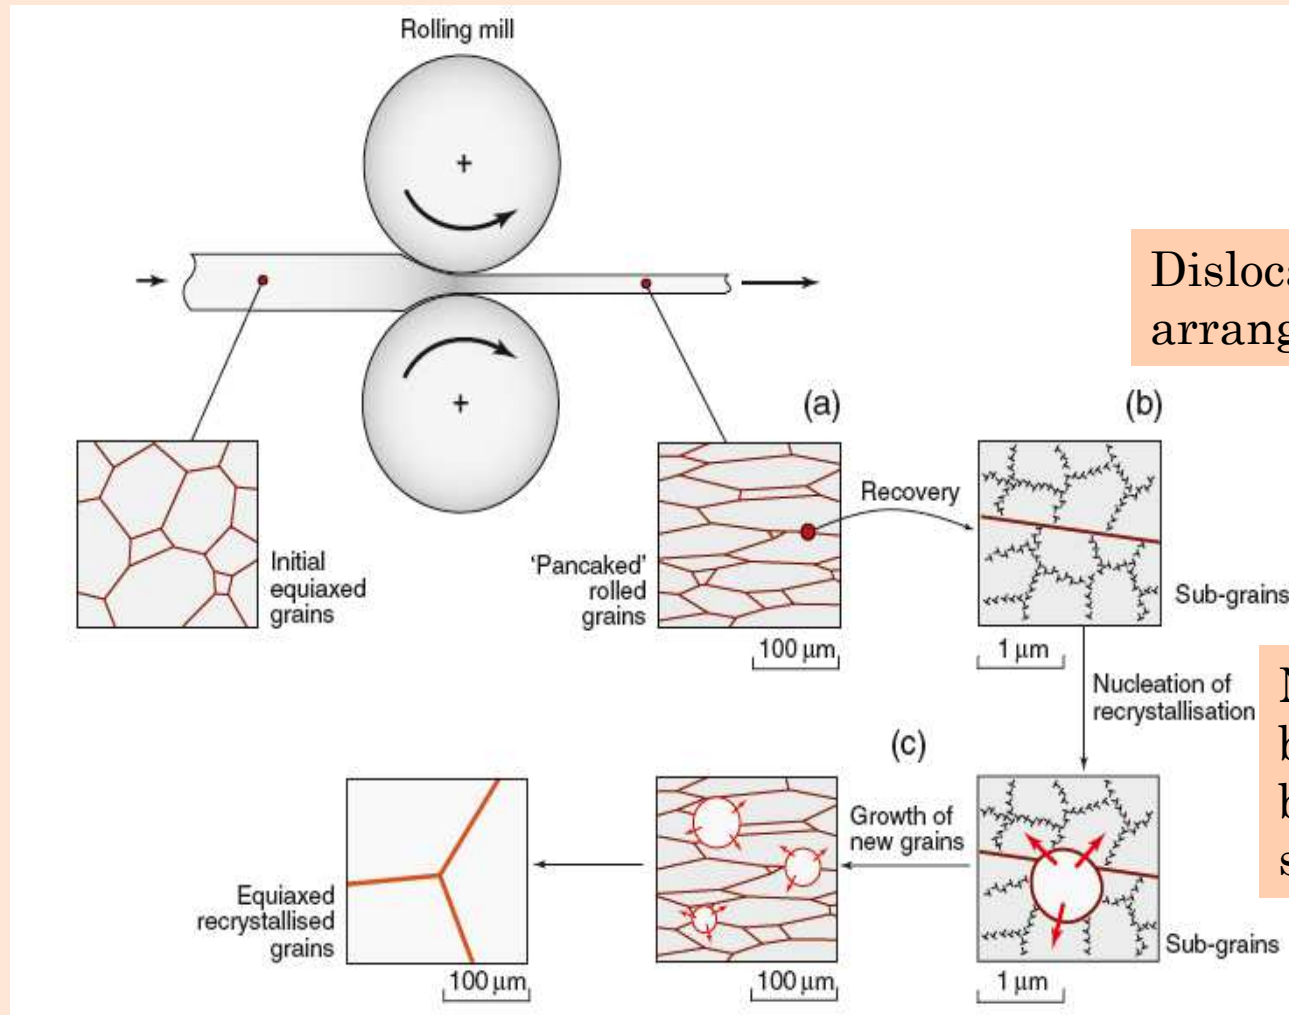 Rolling mill
Disloca
arrang
(a)
(b)
Recovery
Initial
equiaxed
grains
'Pancaked'
rolled
grains
Sub-grains
100 μm
1 μm
Nucleation of
recrystallisation
N
b
b
s
(c)
Growth of
new grains
Equiaxed
recrystallised
grains
Sub-grains
100 μm
100 μm
1 μm